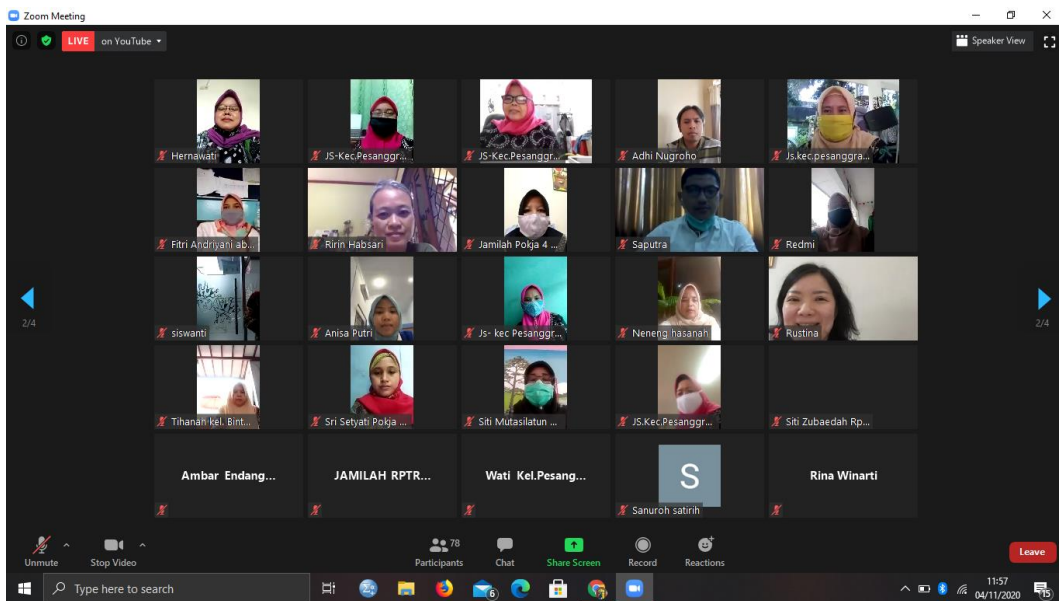 Zoom Meeting
LIVE on YouTube
Speaker View
Hernawati
JS-Kec.Pesanggr...
JS-Kec.Pesanggr...
Adhi Nugroho
Js.kec.pesanggra...
Fitri Andriyani ab...
Ririn Habsari
Jamilah Pokja 4 ...
Saputra
Redmi
siswanti
Anisa Putri
Js- kec Pesanggr...
Neneng hasanah
Rustina
2/4
2/4
Tihanah kel. Bint...
Sri Setyati Pokja ...
Siti Mutasilatun ...
JS.Kec.Pesanggr...
Siti Zubaedah Rp...
Ambar Endang...
JAMILAH RPTR...
Wati Kel.Pesang...
S
Sanuroh satirih
Rina Winarti
Unmute
Stop Video
Participants
78
Chat
Share Screen
Record
Reactions
Leave
Type here to search
6
11:57
04/11/2020
15